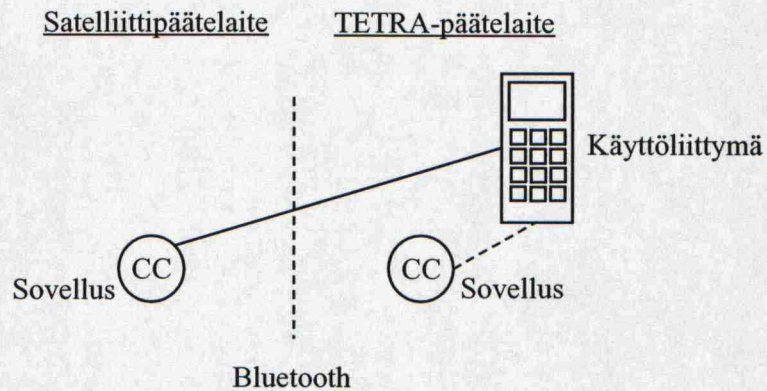 Satelliittipäätelaite
TETRA-päätelaite
Käyttöliittymä
CC
Sovellus
CC
Sovellus
Bluetooth